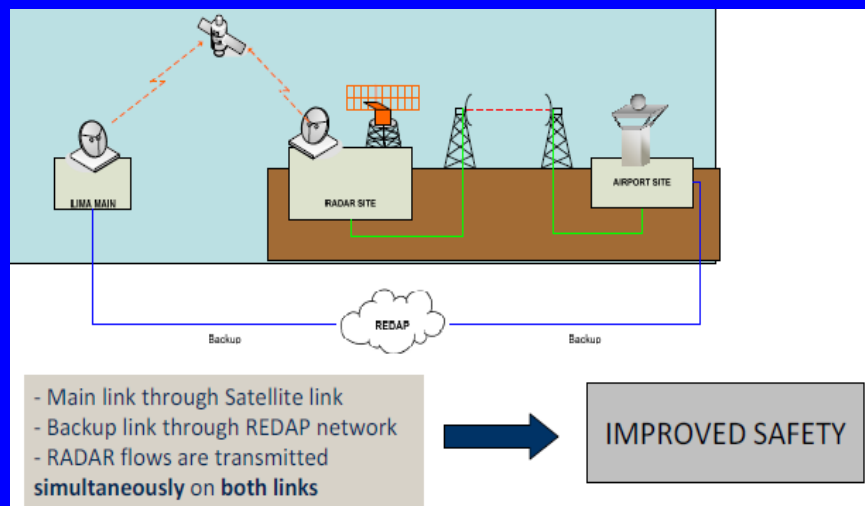 LIMA MAIN
RADAR SITE
AIRPORT SITE
REDAP
Backup
Backup
- Main link through Satellite link
- Backup link through REDAP network
- RADAR flows are transmitted
simultaneously on both links
IMPROVED SAFETY